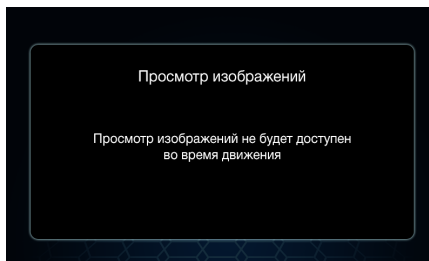 Просмотр изображений
Просмотр изображений не будет доступен
во время движения